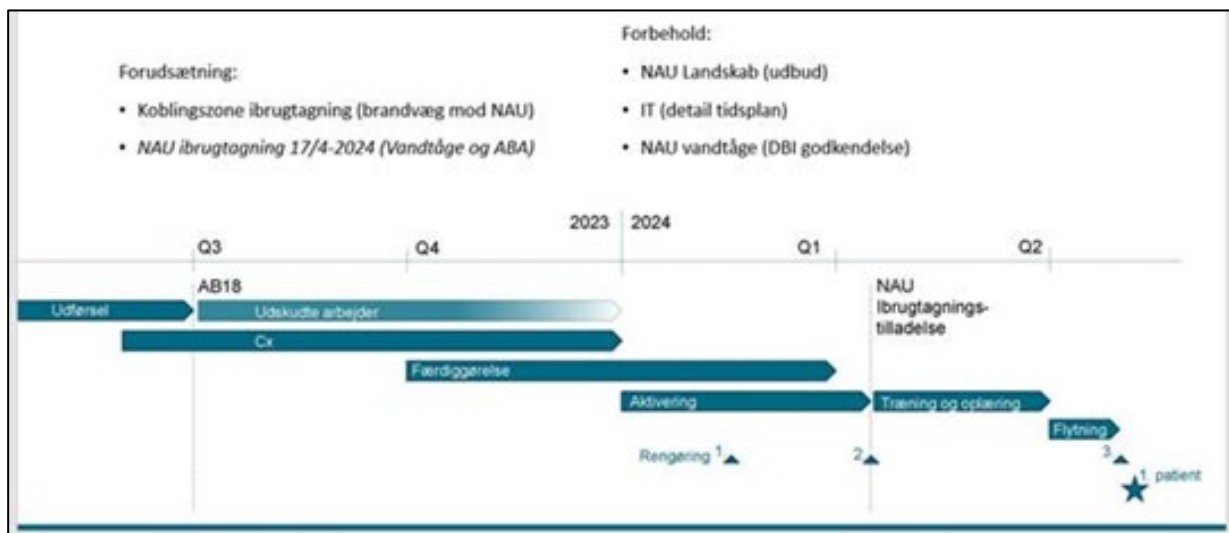 Forudsætning:
• Koblingszone ibrugtagning (brandvæg mod NAU)
• NAU ibrugtagning 17/4-2024 (Vandtåge og ABA)
Forbehold:
• NAU Landskab (udbud)
• IT (detail tidsplan)
• NAU vandtåge (DBI godkendelse)
2023 2024
Q3 Q4 Q1 Q2
AB18
NAU
Ibrugtagnings-
tilladelse
Udførsel
Udskudte arbejder
Cx
Færdiggørelse
Aktivering
Træning og oplæring
Flytning
Rengøring 1 2 3
1. patient